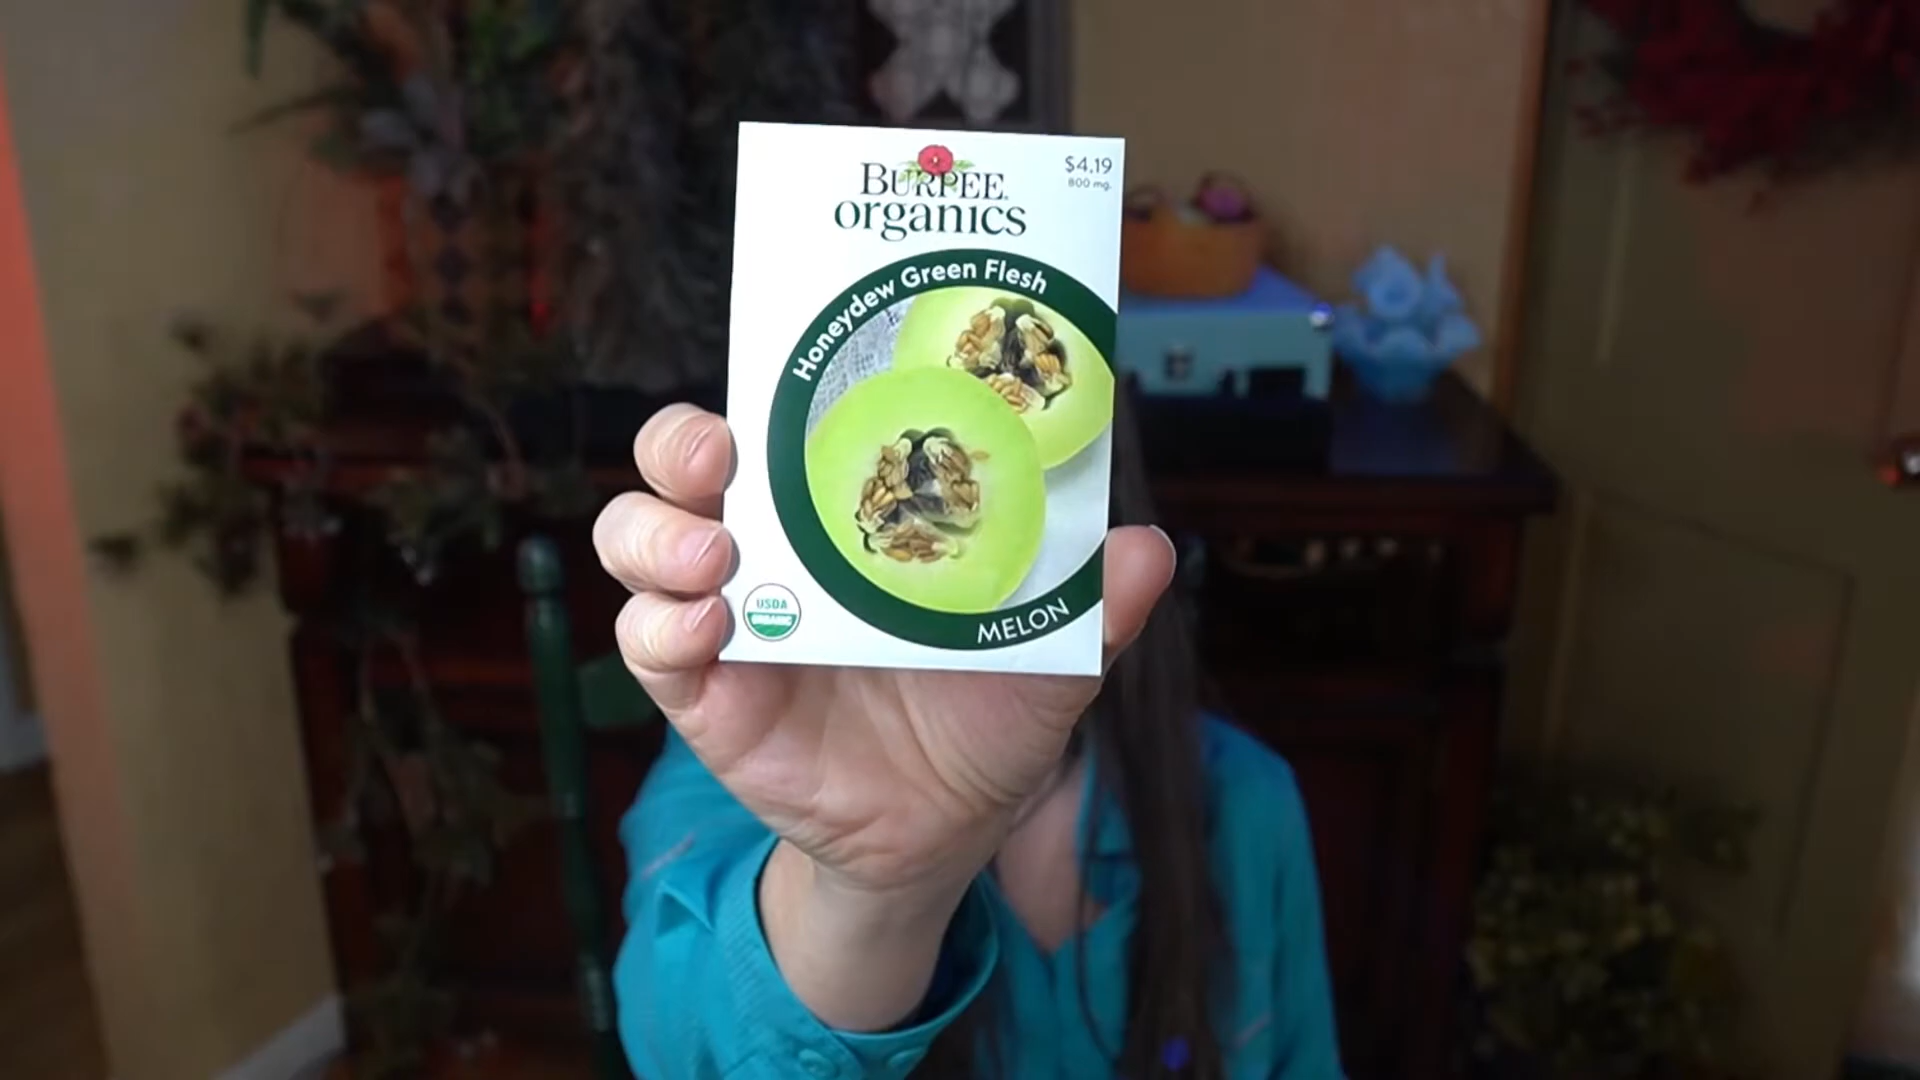 BURPEE
organics
$4.19
800 mg.
Honeydew Green Flesh
MELON
USDA
ORGANIC